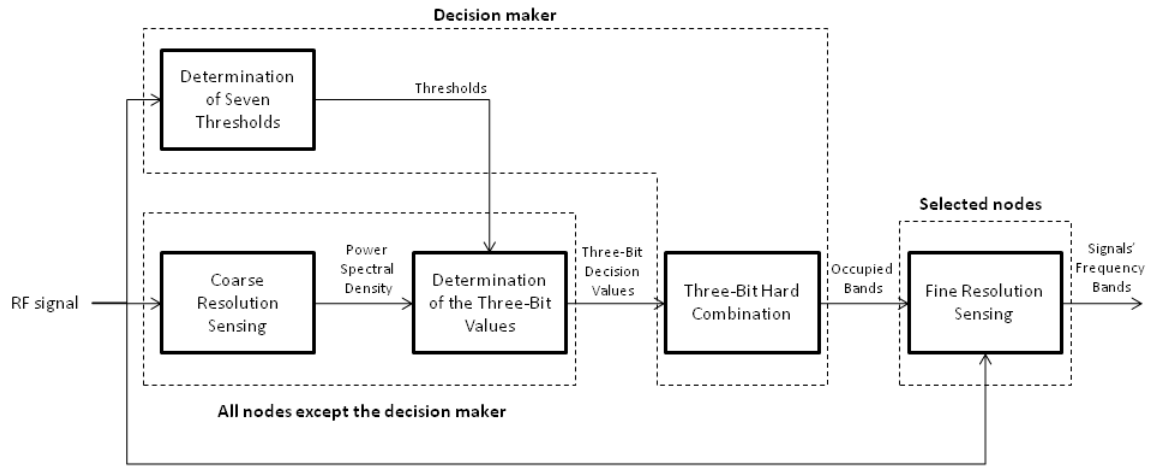 Decision maker
Determination
of Seven
Thresholds
Thresholds
Selected nodes
Power
Spectral
Density
Three-Bit
Decision
Values
Occupied
Bands
Signals'
Frequency
Bands
RF signal
Coarse
Resolution
Sensing
Determination
of the Three-Bit
Values
Three-Bit Hard
Combination
Fine Resolution
Sensing
All nodes except the decision maker